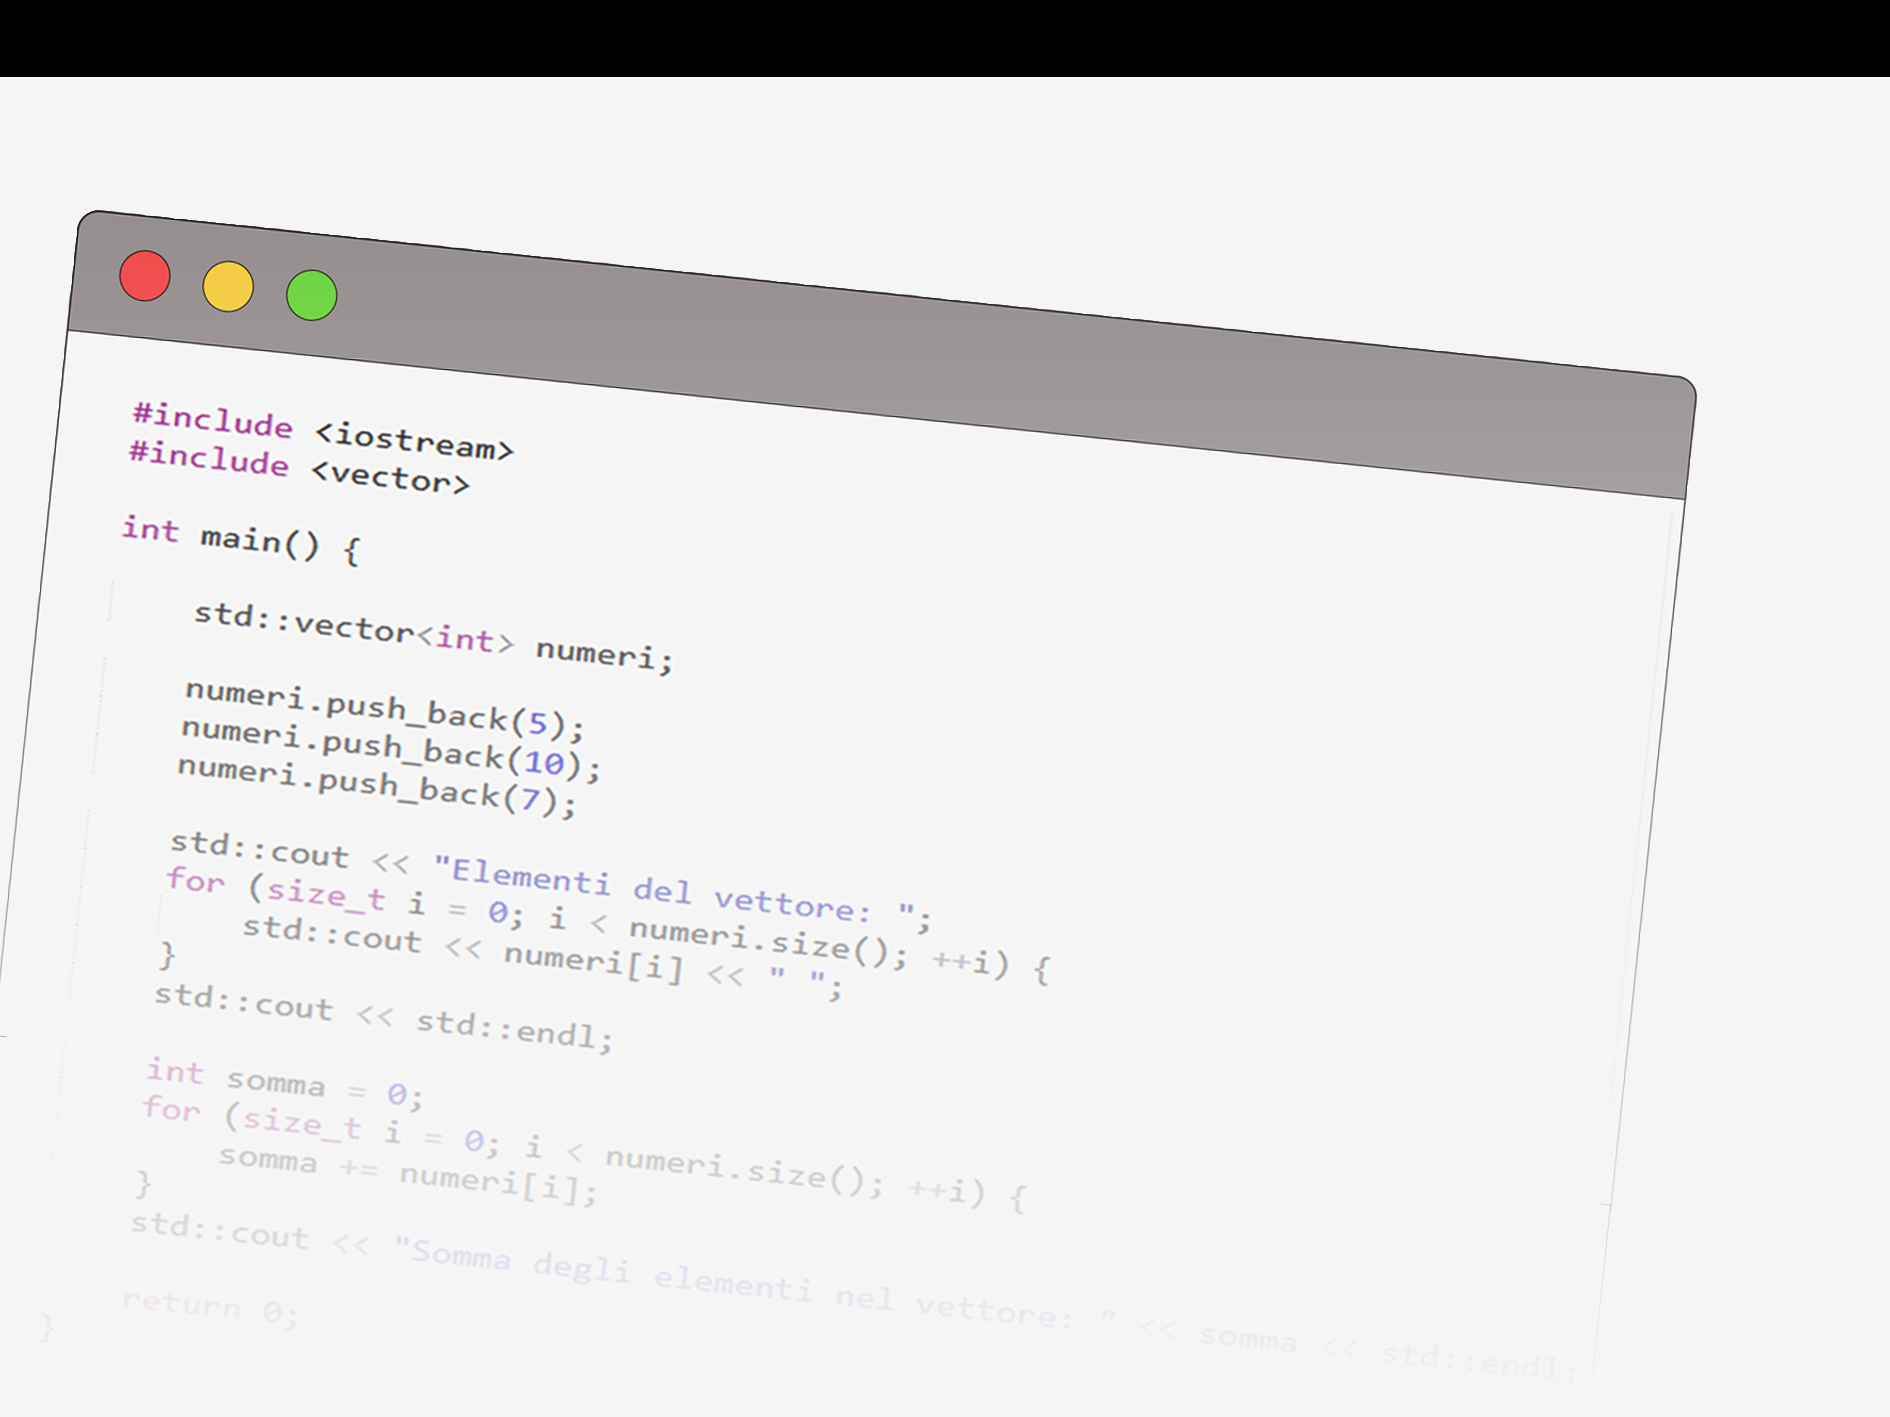 #include <iostream>
#include <vector>
int main() {
std::vector<int> numeri;
numeri.push_back(5);
numeri.push_back(10);
numeri.push_back(7);
std::cout << "Elementi del vettore: ";
for (size_t i = 0; i < numeri.size(); ++i) {
std::cout << numeri[i] << " ";
}
std::cout << std::endl;
int somma = 0;
for (size_t i = 0; i < numeri.size(); ++i) {
somma += numeri[i];
}
std::cout << "Somma degli elementi nel vettore: " << somma << std::endl;
return 0;
}